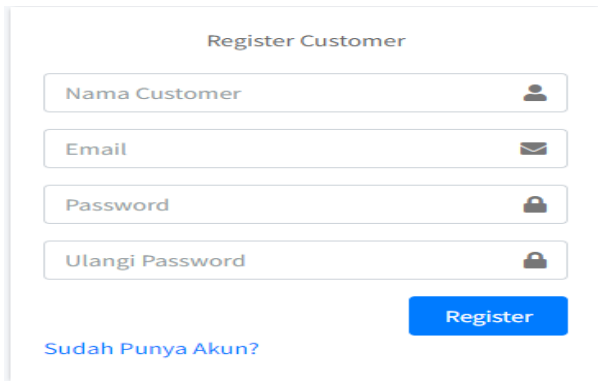 Register Customer
Nama Customer
Email
Password
Ulangi Password
Register
Sudah Punya Akun?